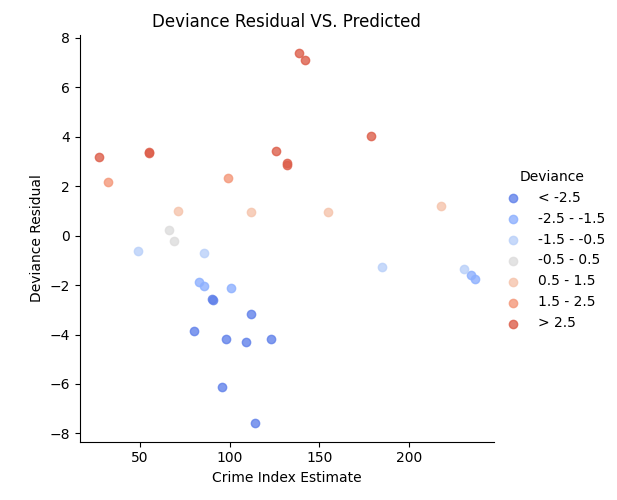 Deviance Residual VS. Predicted
8
6
4
2
0
−2
−4
−6
−8
Deviance Residual
50
100
150
200
Crime Index Estimate
Deviance
< -2.5
-2.5 - -1.5
-1.5 - -0.5
-0.5 - 0.5
0.5 - 1.5
1.5 - 2.5
> 2.5